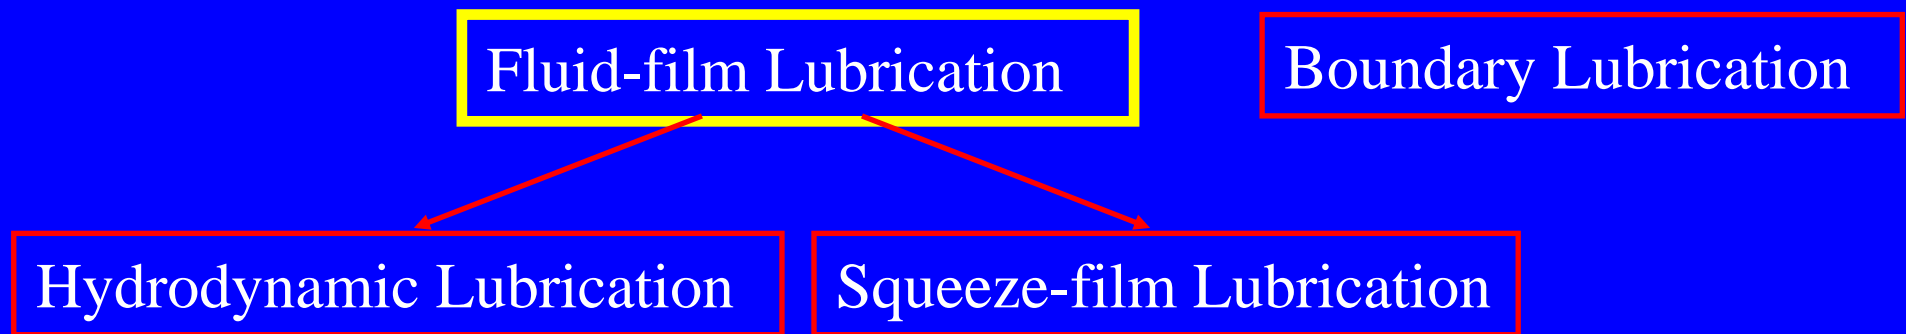 Fluid-film Lubrication
Boundary Lubrication
Hydrodynamic Lubrication
Squeeze-film Lubrication